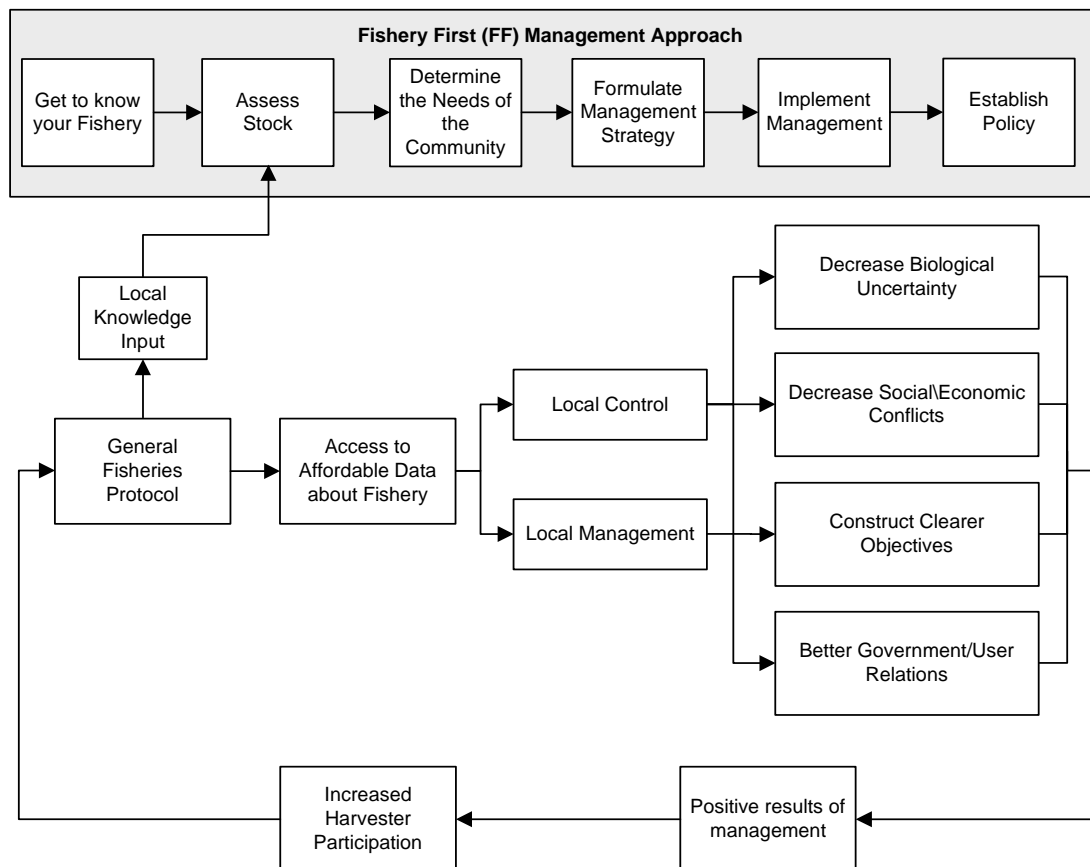 Fishery First (FF) Management Approach
Get to know
your Fishery
Assess
Stock
Determine
the Needs of
the
Community
Formulate
Management
Strategy
Implement
Management
Establish
Policy
Local
Knowledge
Input
General
Fisheries
Protocol
Access to
Affordable Data
about Fishery
Local Control
Local Management
Decrease Biological
Uncertainty
Decrease Social\Economic
Conflicts
Construct Clearer
Objectives
Better Government/User
Relations
Increased
Harvester
Participation
Positive results of
management